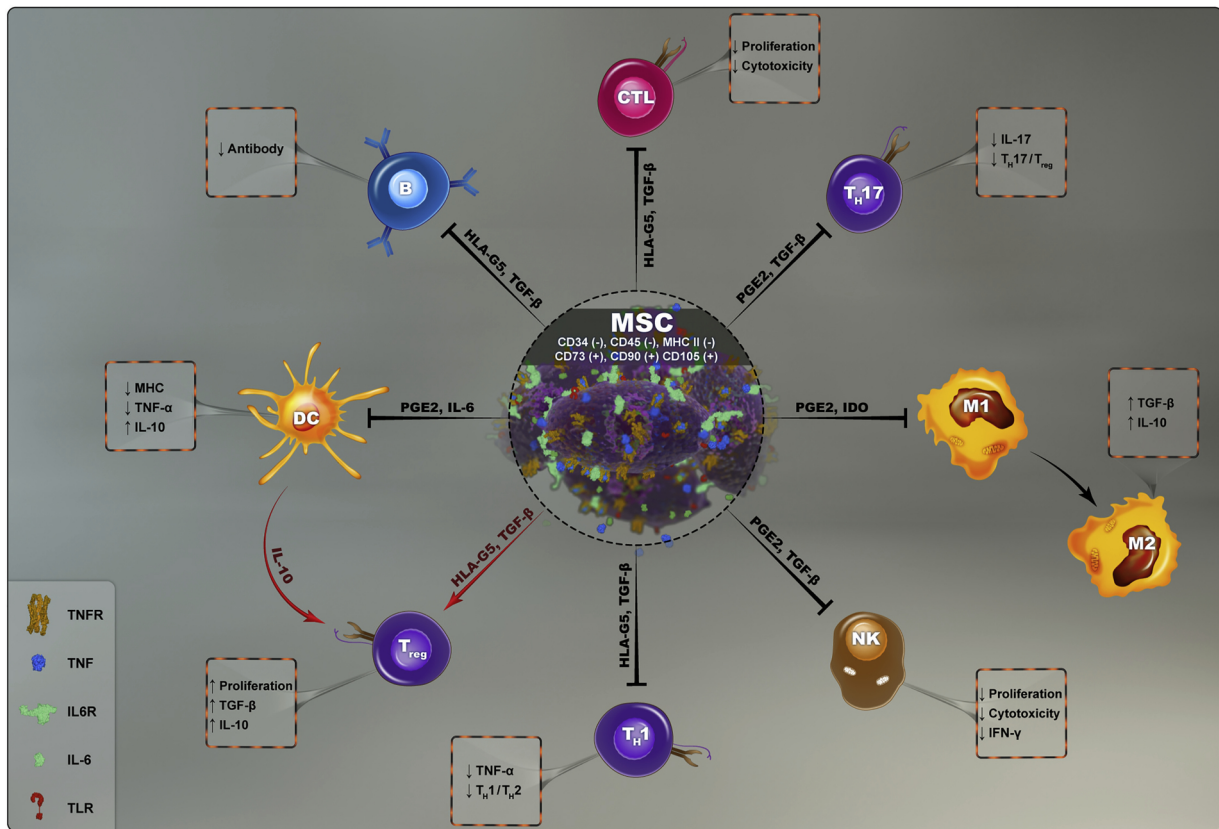 ↓ Proliferation
↓ Cytotoxicity
CTL
↓ Antibody
B
↓ IL-17
↓ TH17/Treg
TH17
HLA-G5, TGF-β
HLA-G5, TGF-β
PGE2, TGF-β
MSC
CD34 (-), CD45 (-), MHC II (-)
CD73 (+), CD90 (+) CD105 (+)
↓ MHC
↓ TNF-α
↑ IL-10
DC
PGE2, IL-6
PGE2, IDO
M1
↑ TGF-β
↑ IL-10
M2
IL-10
HLA-G5, TGF-β
HLA-G5, TGF-β
PGE2, TGF-β
Treg
NK
↑ Proliferation
↑ TGF-β
↑ IL-10
↓ Proliferation
↓ Cytotoxicity
↓ IFN-γ
TH1
↓ TNF-α
↓ TH1/TH2
TNFR
TNF
IL6R
IL-6
TLR